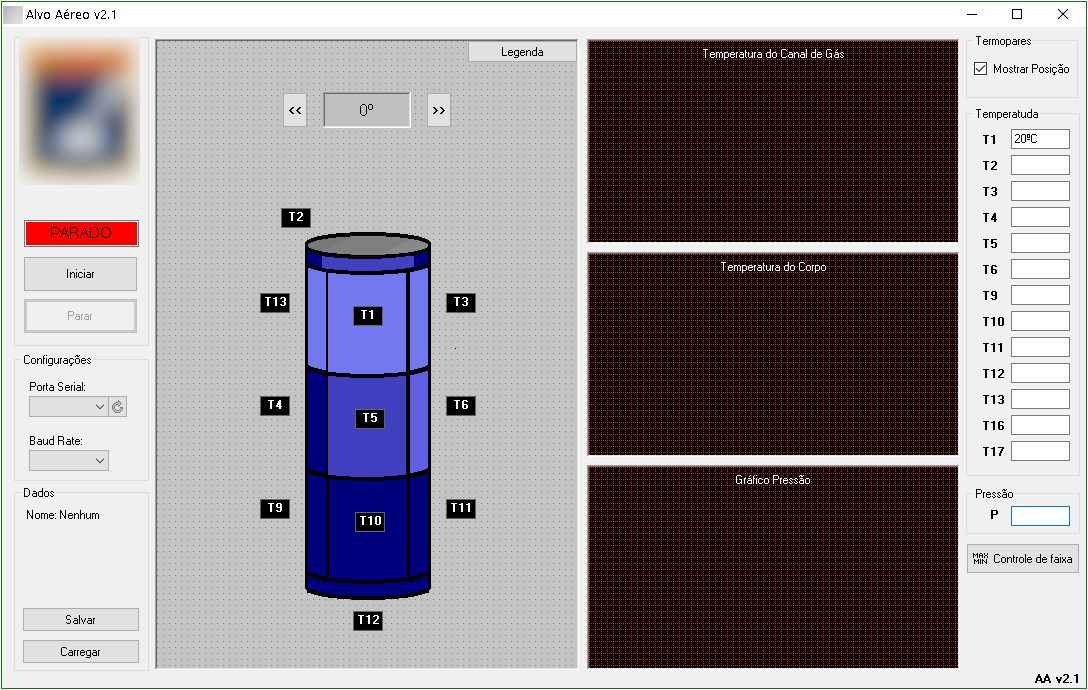 Alvo Aéreo v2.1
PARADO
Iniciar
Parar
Configurações
Porta Serial:
Baud Rate:
Dados
Nome: Nenhum
Salvar
Carregar
Legenda
<< 0º >>
T2
T13 T1 T3
T4 T5 T6
T9 T10 T11
T12
Temperatura do Canal de Gás
Temperatura do Corpo
Gráfico Pressão
Termopares
Mostrar Posição
Temperatuda
T1 20ºC
T2
T3
T4
T5
T6
T9
T10
T11
T12
T13
T16
T17
Pressão
P
MAX
MIN Controle de faixa
AA v2.1